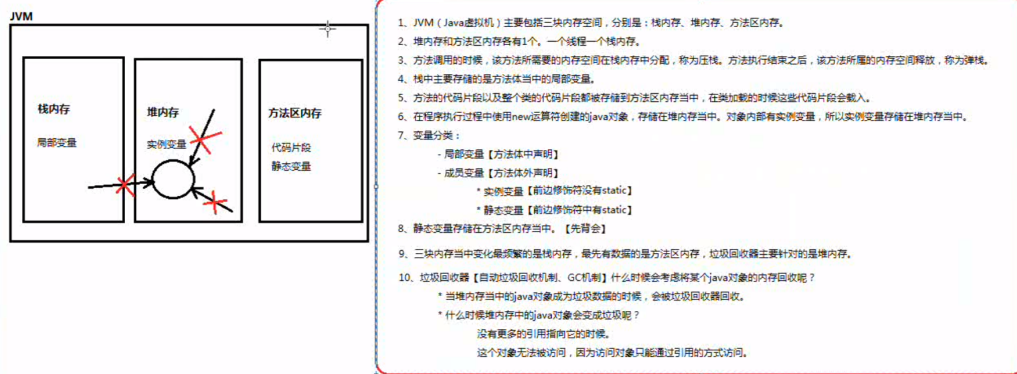 JVM
栈内存
局部变量
堆内存
实例变量
方法区内存
代码片段
静态变量
1、JVM（Java虚拟机）主要包括三块内存空间，分别是：栈内存、堆内存、方法区内存。
2、堆内存和方法区内存各有1个。一个线程一个栈内存。
3、方法调用的时候，该方法所需要的内存空间在栈内存中分配，称为压栈。方法执行结束之后，该方法所属的内存空间释放，称为弹栈。
4、栈中主要存储的是方法体当中的局部变量。
5、方法的代码片段以及整个类的代码片段都被存储到方法区内存当中，在类加载的时候这些代码片段会载入。
6、在程序执行过程中使用new运算符创建的java对象，存储在堆内存当中。对象内部有实例变量，所以实例变量存储在堆内存当中。
7、变量分类：
- 局部变量【方法体中声明】
- 成员变量【方法体外声明】
* 实例变量【前边修饰符没有static】
* 静态变量【前边修饰符中有static】
8、静态变量存储在方法区内存当中。【先背会】
9、三块内存当中变化最频繁的是栈内存，最先有数据的是方法区内存，垃圾回收器主要针对的是堆内存。
10、垃圾回收器【自动垃圾回收机制、GC机制】什么时候会考虑将某个java对象的内存回收呢？
* 当堆内存当中的java对象成为垃圾数据的时候，会被垃圾回收器回收。
* 什么时候堆内存中的java对象会变成垃圾呢？
没有更多的引用指向它的时候。
这个对象无法被访问，因为访问对象只能通过引用的方式访问。